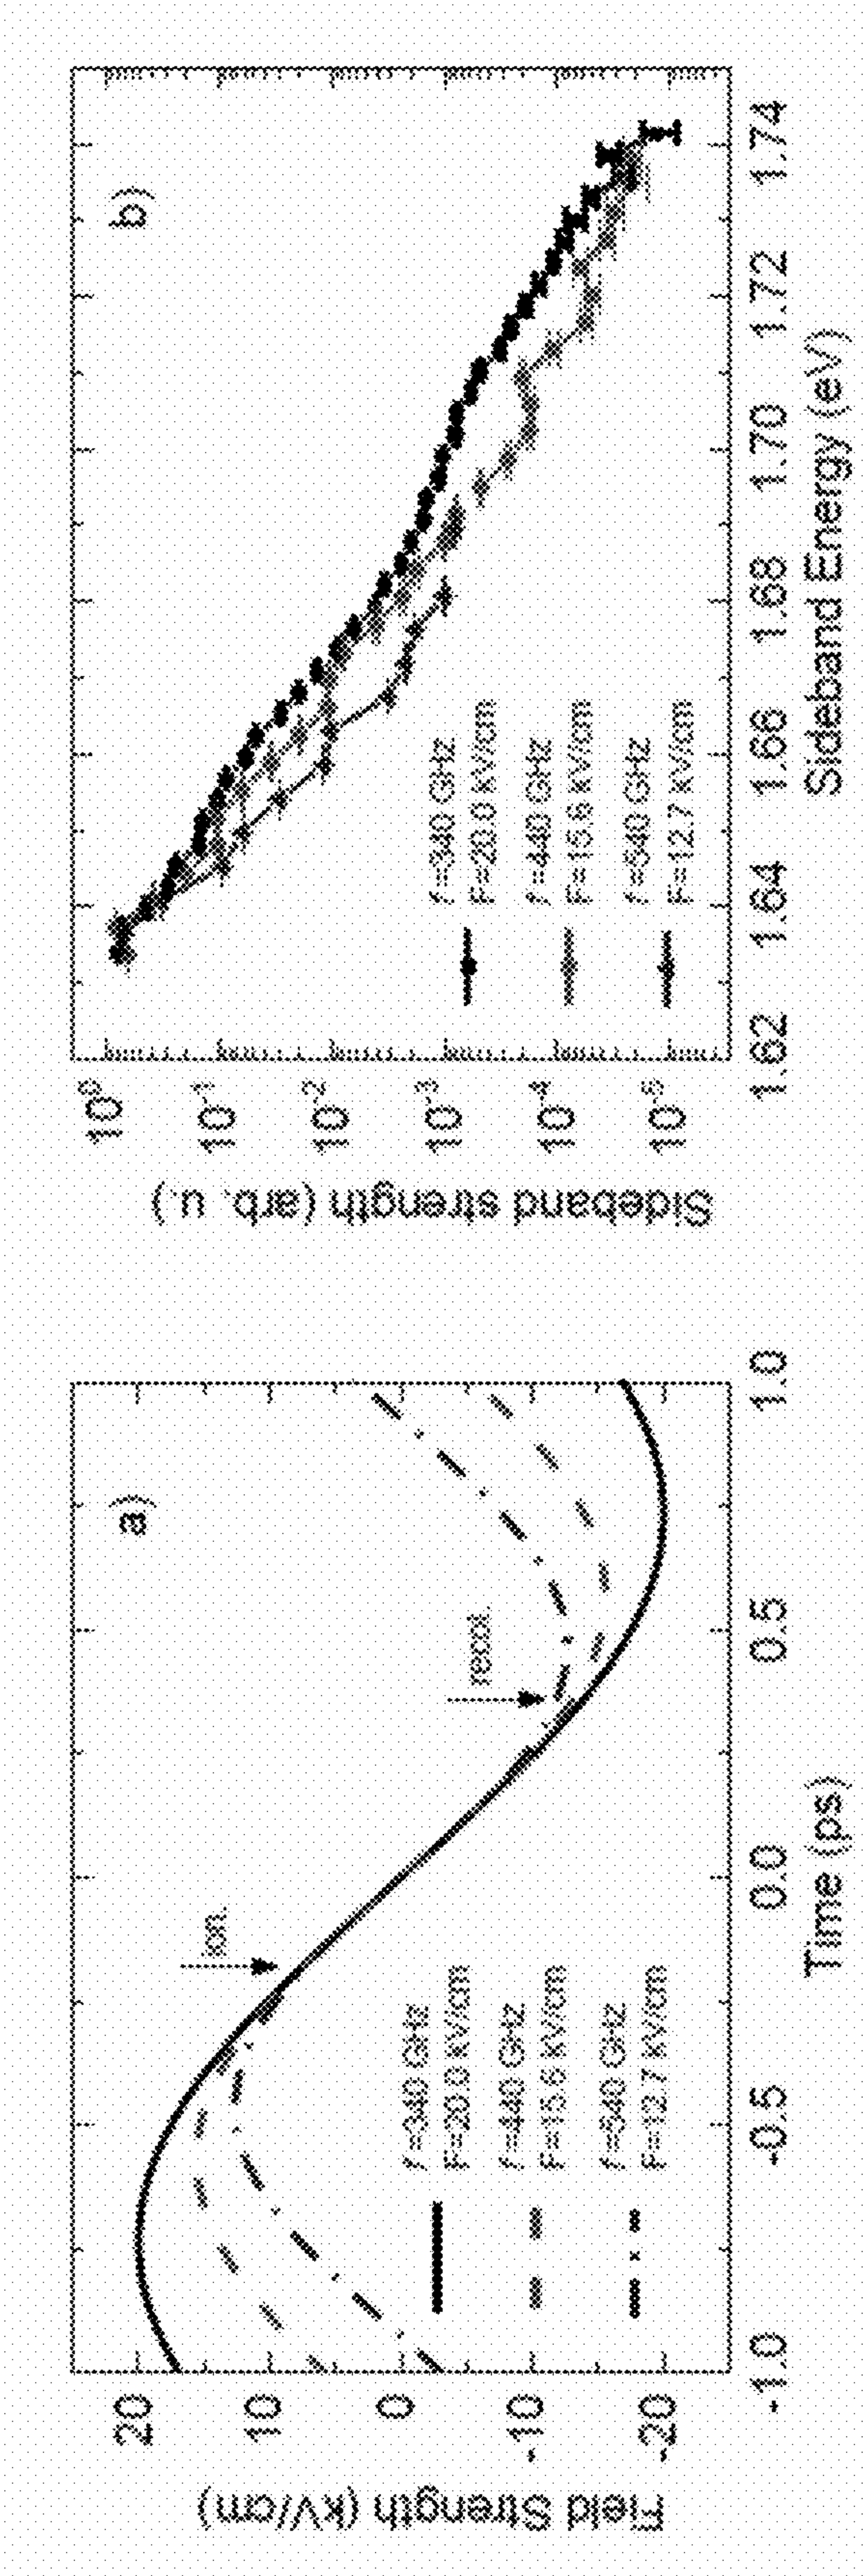 a)
Field Strength (kV/cm)
20
10
0
-10
-20
ion.
recol.
f=340 GHz
F=20.0 kV/cm
f=440 GHz
F=15.6 kV/cm
f=540 GHz
F=12.7 kV/cm
-1.0
-0.5
0.0
0.5
1.0
Time (ps)
b)
Sideband strength (arb. u.)
10⁰
10⁻¹
10⁻²
10⁻³
10⁻⁴
10⁻⁵
f=340 GHz
F=20.0 kV/cm
f=440 GHz
F=15.6 kV/cm
f=540 GHz
F=12.7 kV/cm
1.62
1.64
1.66
1.68
1.70
1.72
1.74
Sideband Energy (eV)